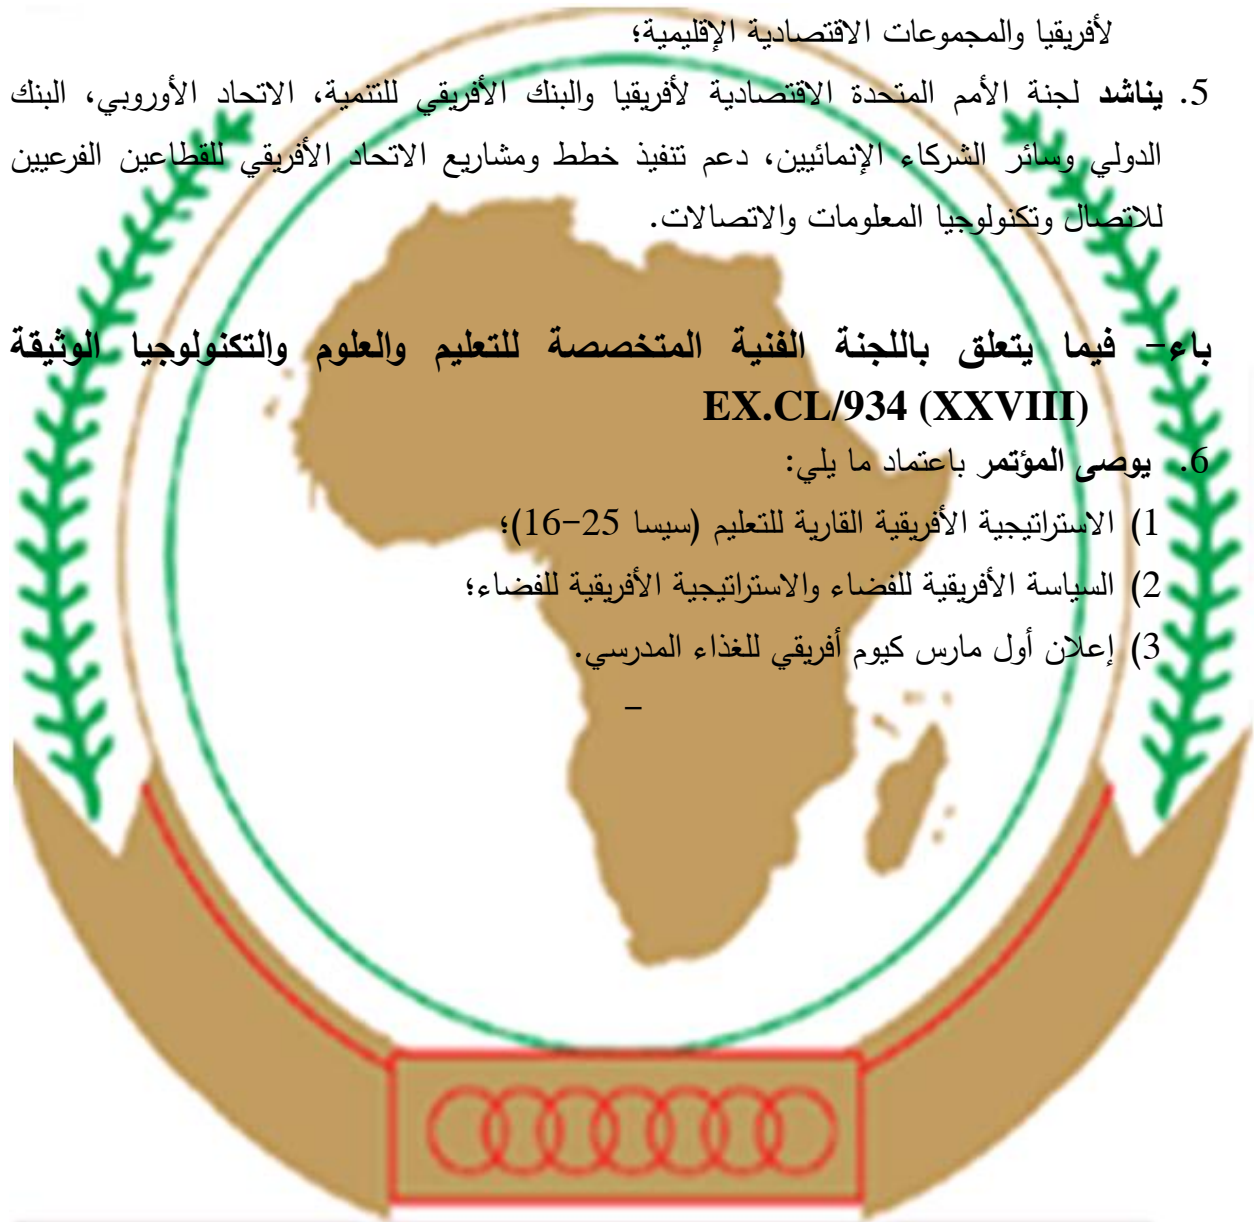 لأفريقيا والمجموعات الاقتصادية الإقليمية؛
5. يناشد لجنة الأمم المتحدة الاقتصادية لأفريقيا والبنك الأفريقي للتنمية، الاتحاد الأوروبي، البنك
الدولي وسائر الشركاء الإنمائيين، دعم تنفيذ خطط ومشاريع الاتحاد الأفريقي للقطاعين الفرعيين
للاتصال وتكنولوجيا المعلومات والاتصالات.
باء- فيما يتعلق باللجنة الفنية المتخصصة للتعليم والعلوم والتكنولوجيا الوثيقة
EX.CL/934 (XXVIII)
6. يوصى المؤتمر باعتماد ما يلي:
1) الاستراتيجية الأفريقية القارية للتعليم (سيسا 25-16)؛
2) السياسة الأفريقية للفضاء والاستراتيجية الأفريقية للفضاء؛
3) إعلان أول مارس كيوم أفريقي للغذاء المدرسي.
-